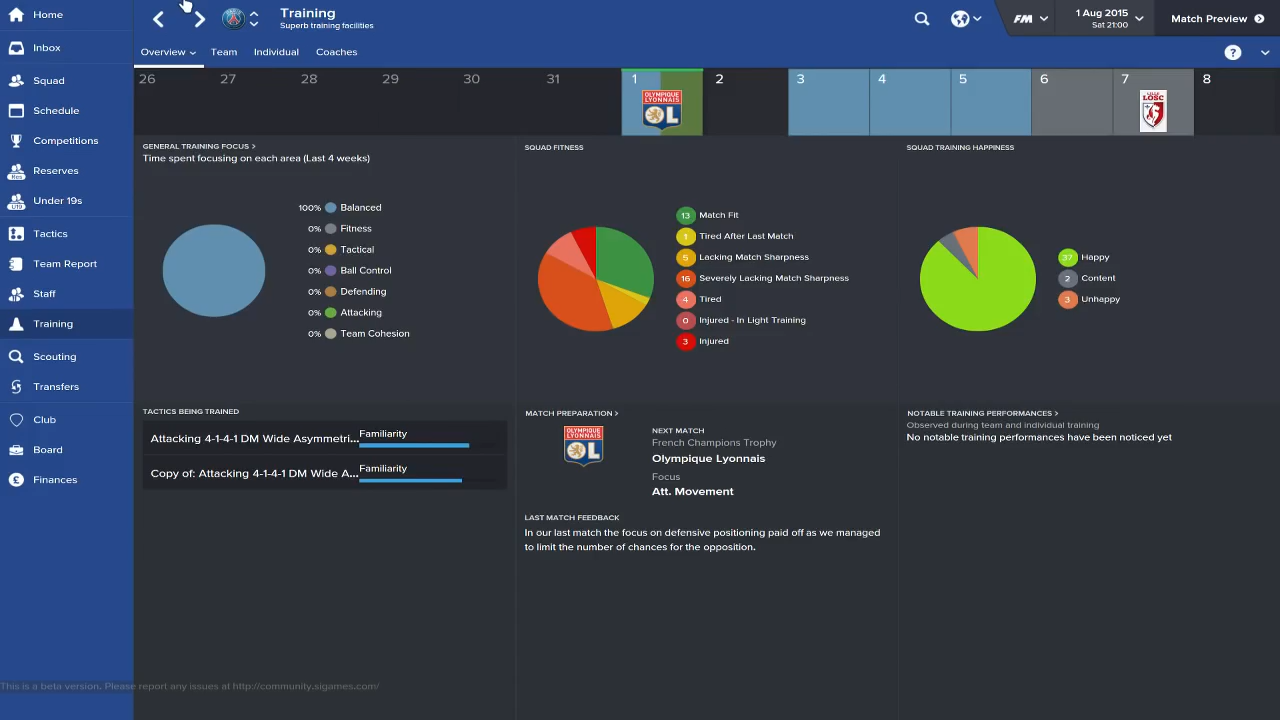 Home
Inbox
Squad
Schedule
Competitions
Reserves
Under 19s
Tactics
Team Report
Staff
Training
Scouting
Transfers
Club
Board
Finances
Training
Superb training facilities
FM
1 Aug 2015
Sat 21:00
Match Preview
Overview
Team
Individual
Coaches
?
26
27
28
29
30
31
1
2
3
4
5
6
7
8
OLYMPIQUE
LYONNAIS
OL
LOSC
GENERAL TRAINING FOCUS >
Time spent focusing on each area (Last 4 weeks)
100% Balanced
0% Fitness
0% Tactical
0% Ball Control
0% Defending
0% Attacking
0% Team Cohesion
SQUAD FITNESS
13 Match Fit
1 Tired After Last Match
5 Lacking Match Sharpness
16 Severely Lacking Match Sharpness
4 Tired
0 Injured - In Light Training
3 Injured
SQUAD TRAINING HAPPINESS
37 Happy
2 Content
3 Unhappy
TACTICS BEING TRAINED
Attacking 4-1-4-1 DM Wide Asymmetri... Familiarity
Copy of: Attacking 4-1-4-1 DM Wide A... Familiarity
MATCH PREPARATION >
OLYMPIQUE
LYONNAIS
OL
NEXT MATCH
French Champions Trophy
Olympique Lyonnais
Focus
Att. Movement
LAST MATCH FEEDBACK
In our last match the focus on defensive positioning paid off as we managed
to limit the number of chances for the opposition.
NOTABLE TRAINING PERFORMANCES >
Observed during team and individual training
No notable training performances have been noticed yet
This is a beta version. Please report any issues at http://community.sigames.com/